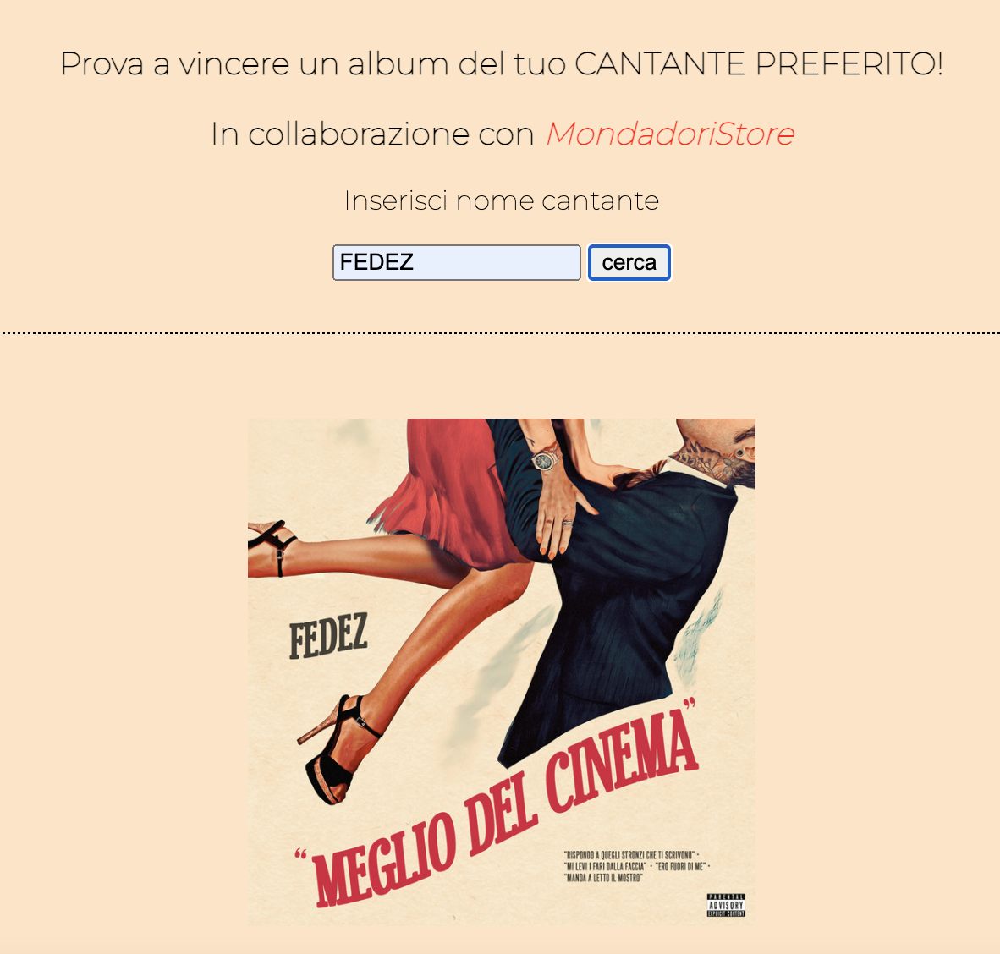 Prova a vincere un album del tuo CANTANTE PREFERITO!
In collaborazione con MondadoriStore
Inserisci nome cantante
FEDEZ cerca
FEDEZ
"MEGLIO DEL CINEMA"
"RISPONDO A QUEGLI STRONZI CHE TI SCRIVONO" •
"MI LEVI I FARI DALLA FACCIA" • "ERO FUORI DI ME" •
"MANDA A LETTO IL MOSTRO"
PARENTAL
ADVISORY
EXPLICIT CONTENT